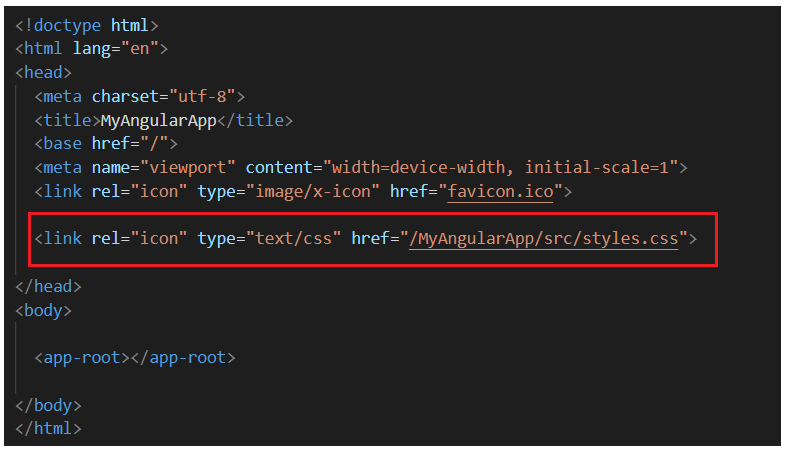 <!doctype html>
<html lang="en">
<head>
<meta charset="utf-8">
<title>MyAngularApp</title>
<base href="/">
<meta name="viewport" content="width=device-width, initial-scale=1">
<link rel="icon" type="image/x-icon" href="favicon.ico">
<link rel="icon" type="text/css" href="/MyAngularApp/src/styles.css">
</head>
<body>
<app-root></app-root>
</body>
</html>